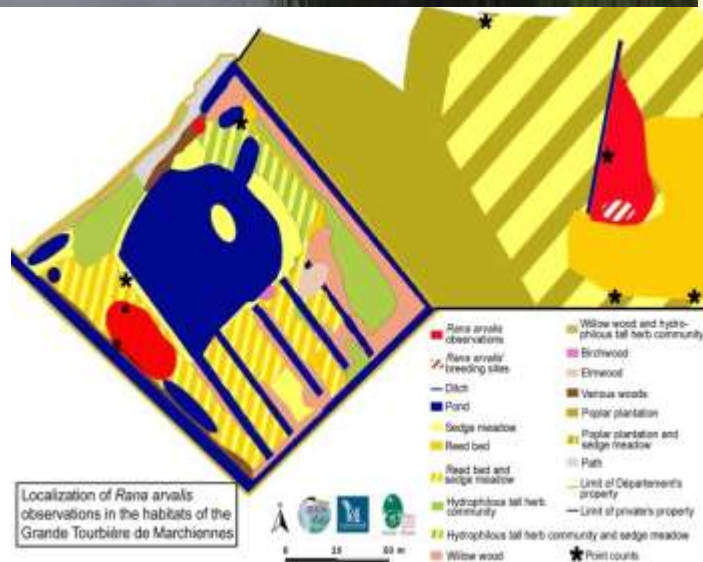 Rana arvalis
observations
Rana arvalis
breeding sites
Ditch
Pond
Sedge meadow
Reed bed
Reed bed and
sedge meadow
Hydrophilous tall herb
community
Hydrophilous tall herb community and sedge meadow
Willow wood
Willow wood and hydro-
philous tall herb community
Birchwood
Elmwood
Various woods
Poplar plantation
Poplar plantation and
sedge meadow
Path
Limit of Département's
property
Limit of private's property
Point counts
Localization of Rana arvalis
observations in the habitats of the
Grande Tourbière de Marchiennes